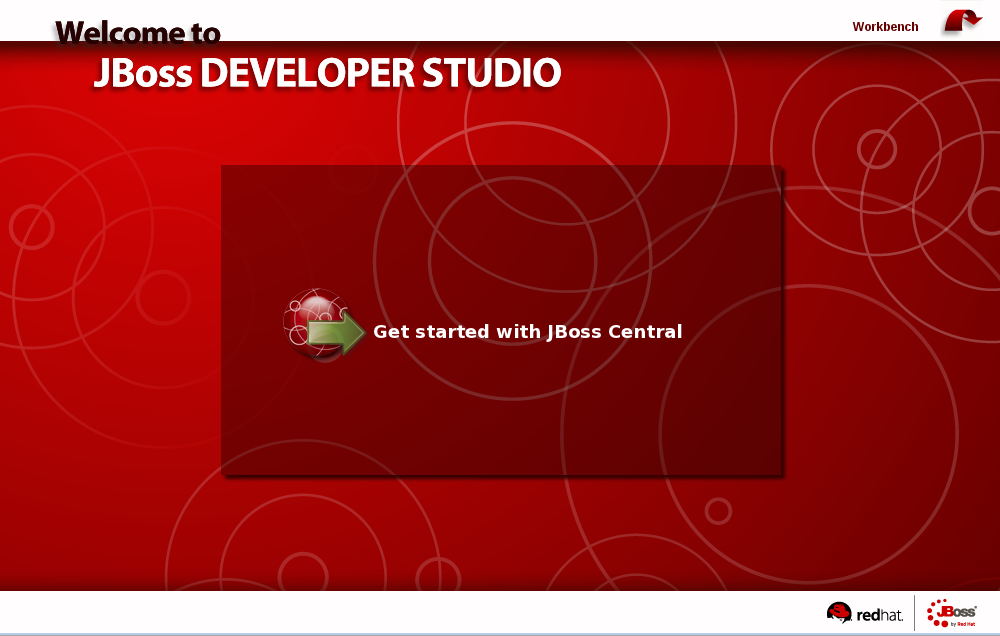 Welcome to
Workbench
JBoss DEVELOPER STUDIO
Get started with JBoss Central
redhat.
JBoss
by Red Hat